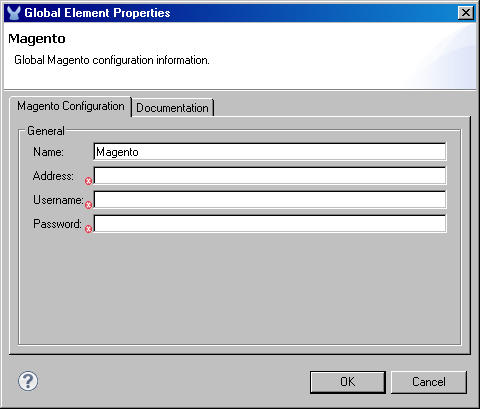 Global Element Properties
Magento
Global Magento configuration information.
Magento Configuration Documentation
General
Name: Magento
Address:
Username:
Password:
? OK Cancel